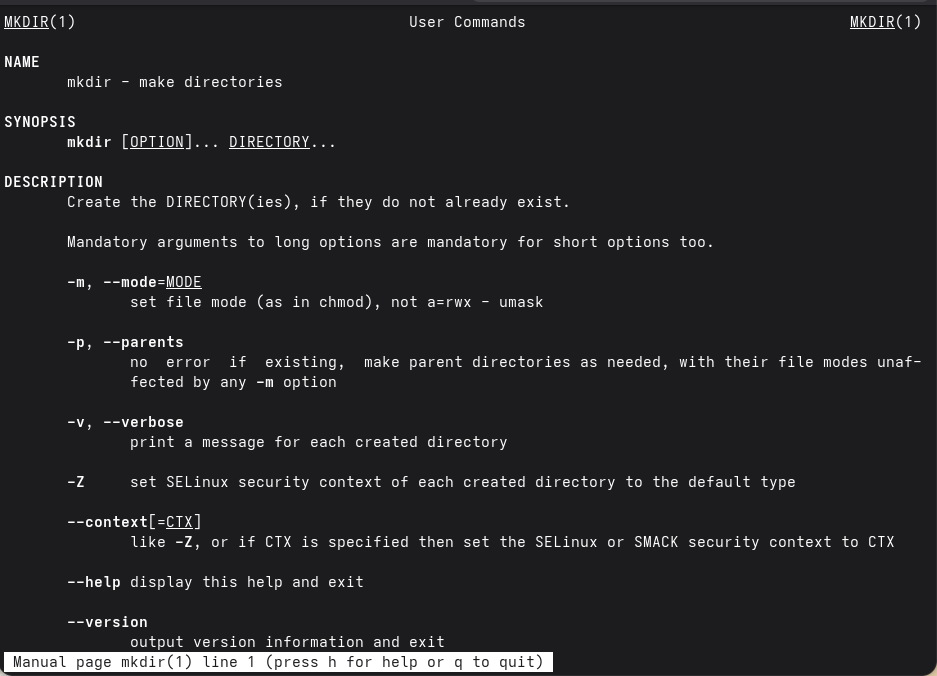 MKDIR(1) User Commands MKDIR(1)
NAME
mkdir - make directories
SYNOPSIS
mkdir [OPTION]... DIRECTORY...
DESCRIPTION
Create the DIRECTORY(ies), if they do not already exist.
Mandatory arguments to long options are mandatory for short options too.
-m, --mode=MODE
set file mode (as in chmod), not a=rwx - umask
-p, --parents
no error if existing, make parent directories as needed, with their file modes unaf-
fected by any -m option
-v, --verbose
print a message for each created directory
-Z set SELinux security context of each created directory to the default type
--context[=CTX]
like -Z, or if CTX is specified then set the SELinux or SMACK security context to CTX
--help display this help and exit
--version
output version information and exit
Manual page mkdir(1) line 1 (press h for help or q to quit)